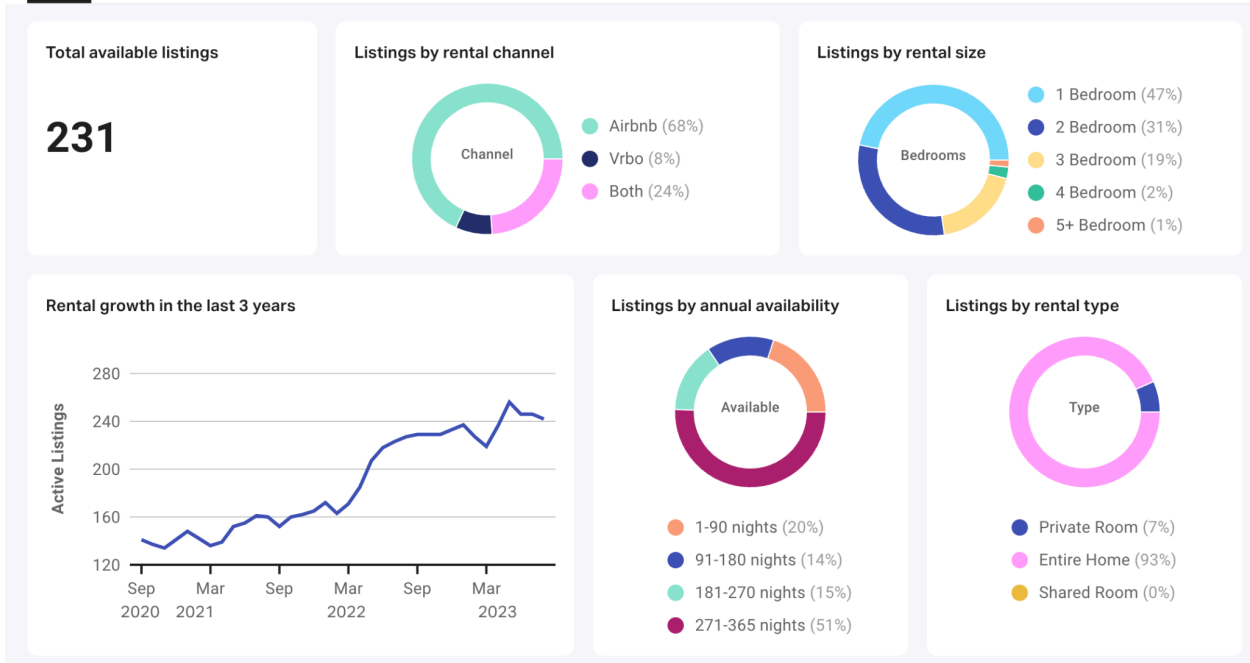 Total available listings
231
Listings by rental channel
Channel
Airbnb (68%)
Vrbo (8%)
Both (24%)
Listings by rental size
Bedrooms
1 Bedroom (47%)
2 Bedroom (31%)
3 Bedroom (19%)
4 Bedroom (2%)
5+ Bedroom (1%)
Rental growth in the last 3 years
Active Listings
280
240
200
160
120
Sep Mar Sep Mar Sep Mar
2020 2021 2022 2023
Listings by annual availability
Available
1-90 nights (20%)
91-180 nights (14%)
181-270 nights (15%)
271-365 nights (51%)
Listings by rental type
Type
Private Room (7%)
Entire Home (93%)
Shared Room (0%)